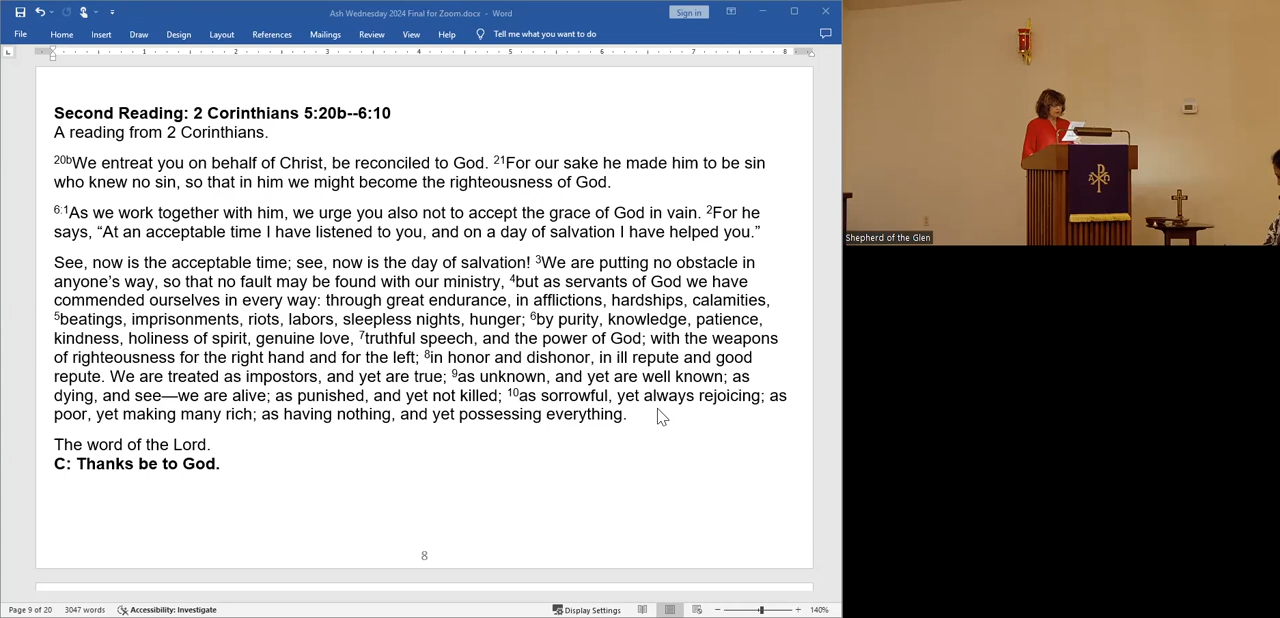 Ash Wednesday 2024 Final for Zoom.docx - Word
Sign in
File Home Insert Draw Design Layout References Mailings Review View Help Tell me what you want to do
1 2 3 4 5 6 7 8
Second Reading: 2 Corinthians 5:20b--6:10
A reading from 2 Corinthians.
20bWe entreat you on behalf of Christ, be reconciled to God. 21For our sake he made him to be sin
who knew no sin, so that in him we might become the righteousness of God.
6:1As we work together with him, we urge you also not to accept the grace of God in vain. 2For he
says, “At an acceptable time I have listened to you, and on a day of salvation I have helped you.”
See, now is the acceptable time; see, now is the day of salvation! 3We are putting no obstacle in
anyone’s way, so that no fault may be found with our ministry, 4but as servants of God we have
commended ourselves in every way: through great endurance, in afflictions, hardships, calamities,
5beatings, imprisonments, riots, labors, sleepless nights, hunger; 6by purity, knowledge, patience,
kindness, holiness of spirit, genuine love, 7truthful speech, and the power of God; with the weapons
of righteousness for the right hand and for the left; 8in honor and dishonor, in ill repute and good
repute. We are treated as impostors, and yet are true; 9as unknown, and yet are well known; as
dying, and see—we are alive; as punished, and yet not killed; 10as sorrowful, yet always rejoicing; as
poor, yet making many rich; as having nothing, and yet possessing everything.
The word of the Lord.
C: Thanks be to God.
8
Page 9 of 20 3047 words Accessibility: Investigate Display Settings 140%
Shepherd of the Glen